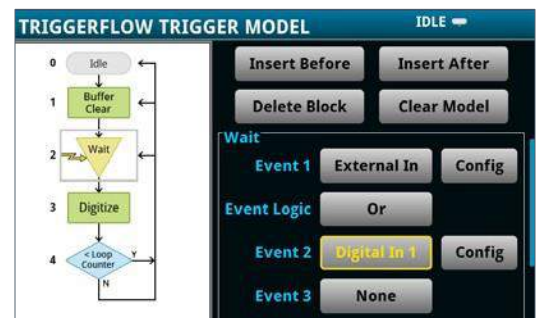 TRIGGERFLOW TRIGGER MODEL
IDLE
0 Idle
1 Buffer
Clear
2 Wait
3 Digitize
4 < Loop
Counter
Y
N
Insert Before
Insert After
Delete Block
Clear Model
Wait
Event 1 External In Config
Event Logic Or
Event 2 Digital In 1 Config
Event 3 None